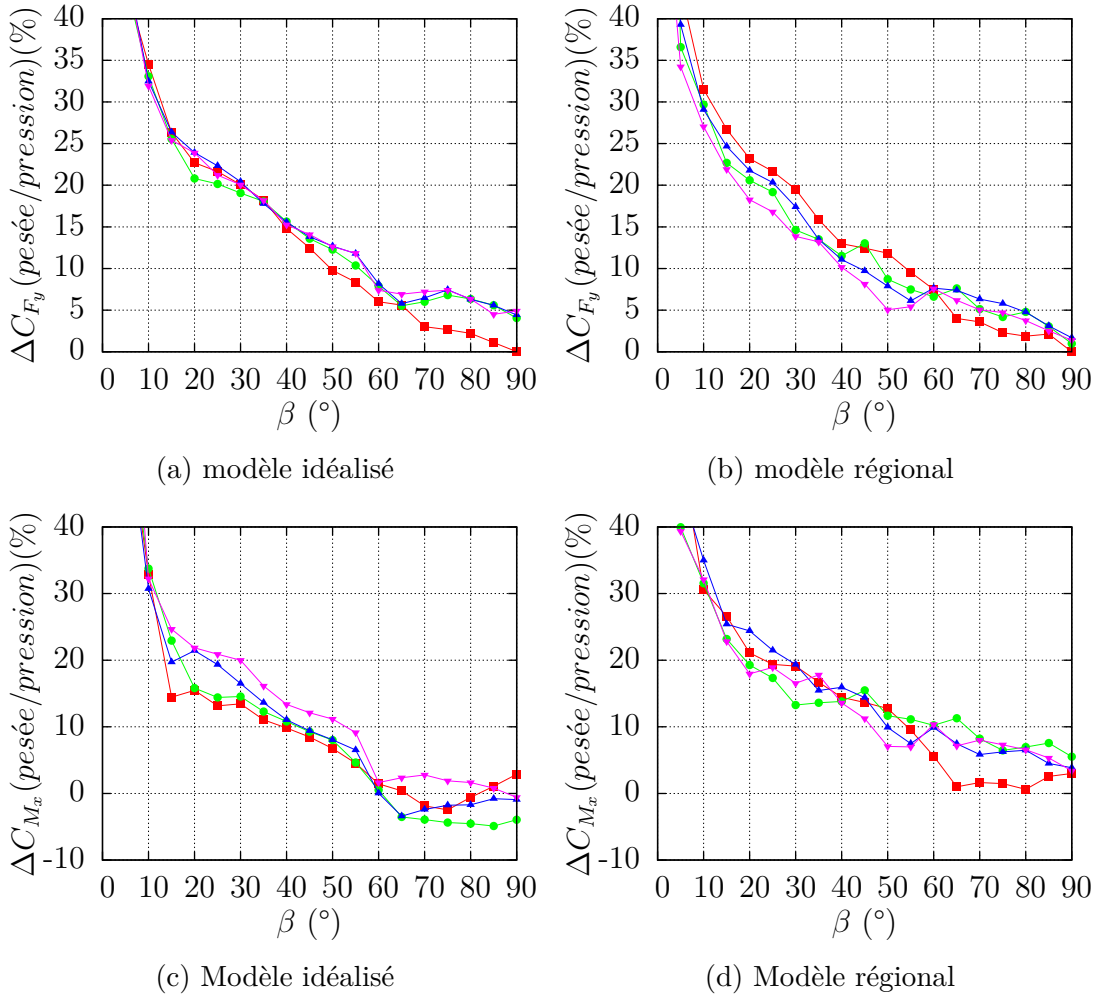 ΔC_{F_y}(pesée/pression)(%)
40
35
30
25
20
15
10
5
0
0 10 20 30 40 50 60 70 80 90
β (°)
(a) modèle idéalisé
ΔC_{F_y}(pesée/pression)(%)
40
35
30
25
20
15
10
5
0
0 10 20 30 40 50 60 70 80 90
β (°)
(b) modèle régional
ΔC_{M_x}(pesée/pression)(%)
40
30
20
10
0
-10
0 10 20 30 40 50 60 70 80 90
β (°)
(c) Modèle idéalisé
ΔC_{M_x}(pesée/pression)(%)
40
30
20
10
0
-10
0 10 20 30 40 50 60 70 80 90
β (°)
(d) Modèle régional